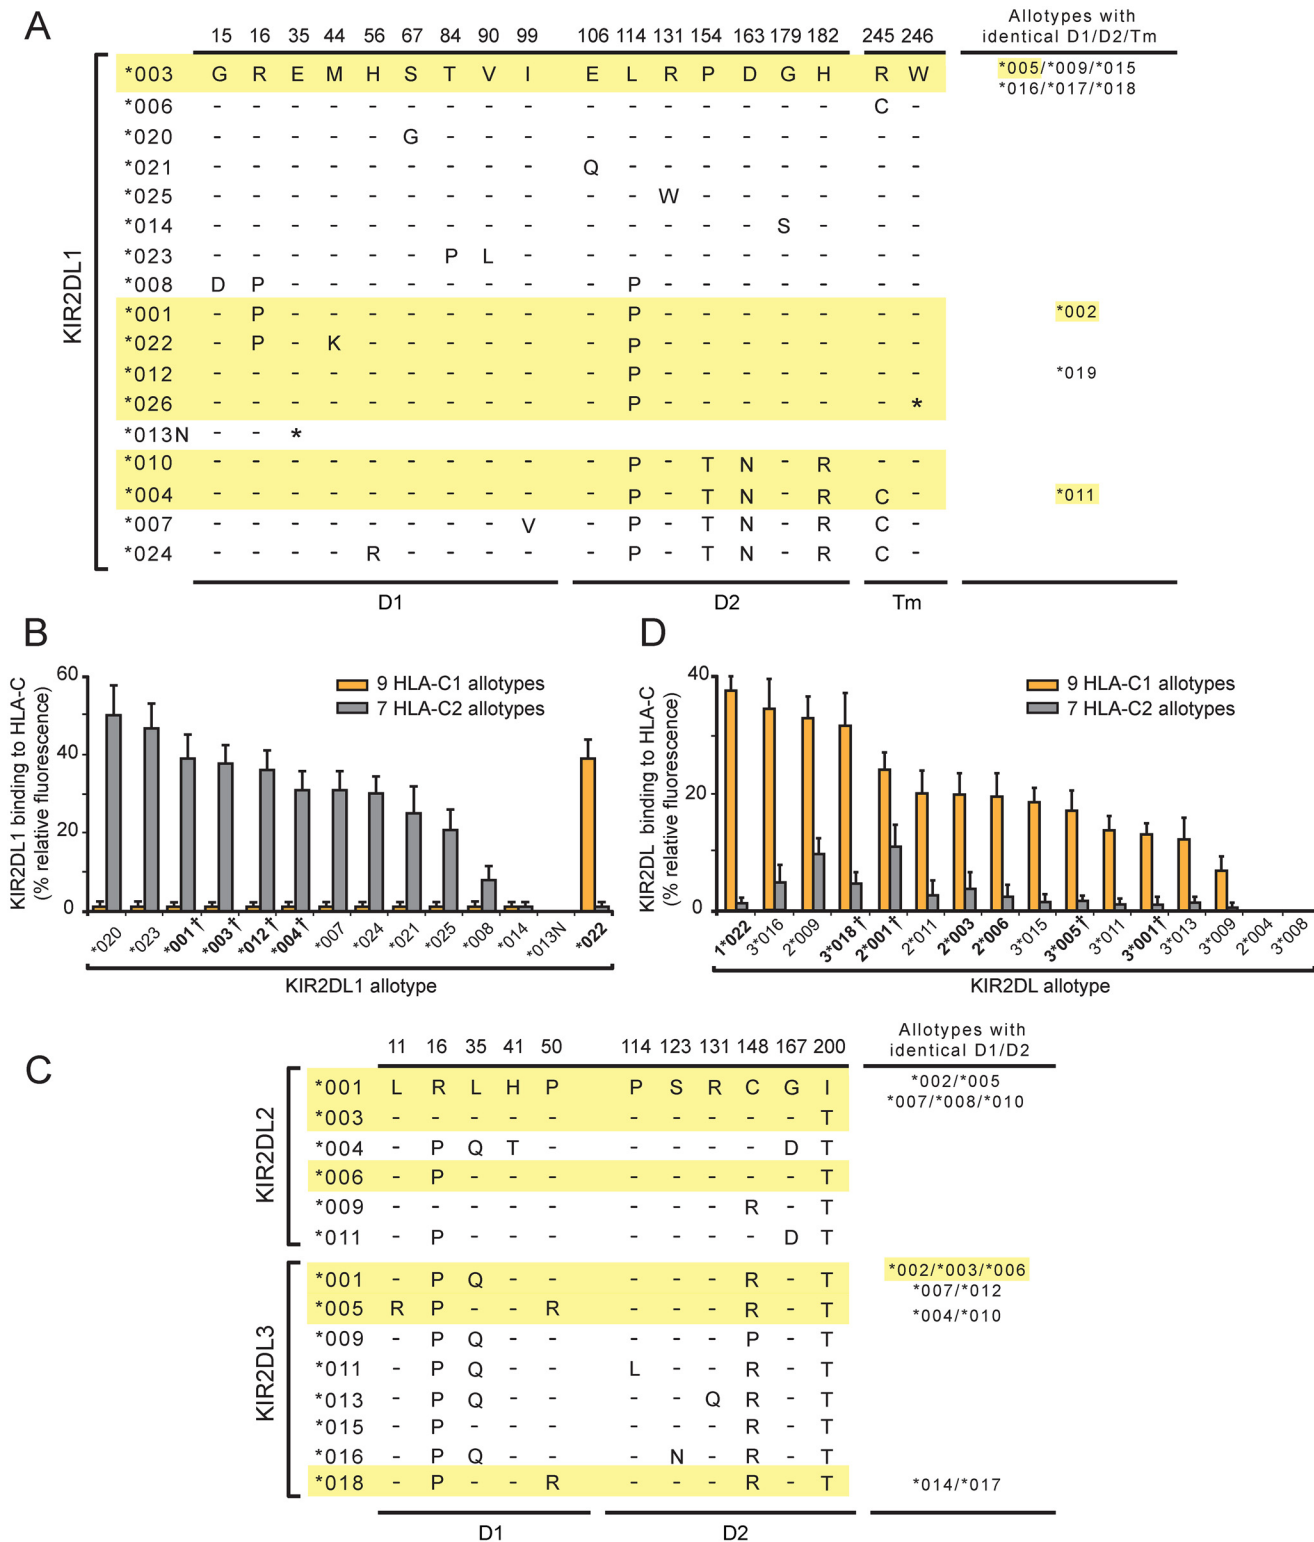 A
15 16 35 44 56 67 84 90 99 106 114 131 154 163 179 182 245 246
Allotypes with
identical D1/D2/Tm
KIR2DL1
*003 G R E M H S T V I E L R P D G H R W *005/*009/*015
*016/*017/*018
*006 - - - - - - - - - - - - - - - - C -
*020 - - - - - G - - - - - - - - - - - -
*021 - - - - - - - - - Q - - - - - - - -
*025 - - - - - - - - - - - W - - - - - -
*014 - - - - - - - - - - - - - - S - - -
*023 - - - - - - P L - - - - - - - - - -
*008 D P - - - - - - - - P - - - - - - -
*001 - P - - - - - - - - P - - - - - - - *002
*022 - P - K - - - - - - P - - - - - - -
*012 - - - - - - - - - - P - - - - - - - *019
*026 - - - - - - - - - - P - - - - - - *
*013N - - *
*010 - - - - - - - - - - P - T N - R - -
*004 - - - - - - - - - - P - T N - R C - *011
*007 - - - - - - - - V - P - T N - R C -
*024 - - - - R - - - - - P - T N - R C -
D1 D2 Tm
B
KIR2DL1 binding to HLA-C
(% relative fluorescence)
60
40
20
0
9 HLA-C1 allotypes
7 HLA-C2 allotypes
*020 *023 *001† *003† *012† *004† *007 *024 *021 *025 *008 *014 *013N *022
KIR2DL1 allotype
D
KIR2DL binding to HLA-C
(% relative fluorescence)
40
20
0
9 HLA-C1 allotypes
7 HLA-C2 allotypes
1*022 3*016 2*009 3*018† 2*001† 2*011 2*003 2*006 3*015 3*005† 3*011 3*001† 3*013 3*009 2*004 3*008
KIR2DL allotype
C
11 16 35 41 50 114 123 131 148 167 200
Allotypes with
identical D1/D2
KIR2DL2
*001 L R L H P P S R C G I *002/*005
*007/*008/*010
*003 - - - - - - - - - - T
*004 - P Q T - - - - - D T
*006 - P - - - - - - - - T
*009 - - - - - - - - R - T
*011 - P - - - - - - - D T
KIR2DL3
*001 - P Q - - - - - R - T *002/*003/*006
*007/*012
*005 R P - - R - - - R - T *004/*010
*009 - P Q - - - - - P - T
*011 - P Q - - L - - R - T
*013 - P Q - - - - Q R - T
*015 - P - - - - - - R - T
*016 - P Q - - - N - R - T
*018 - P - - R - - - R - T *014/*017
D1 D2